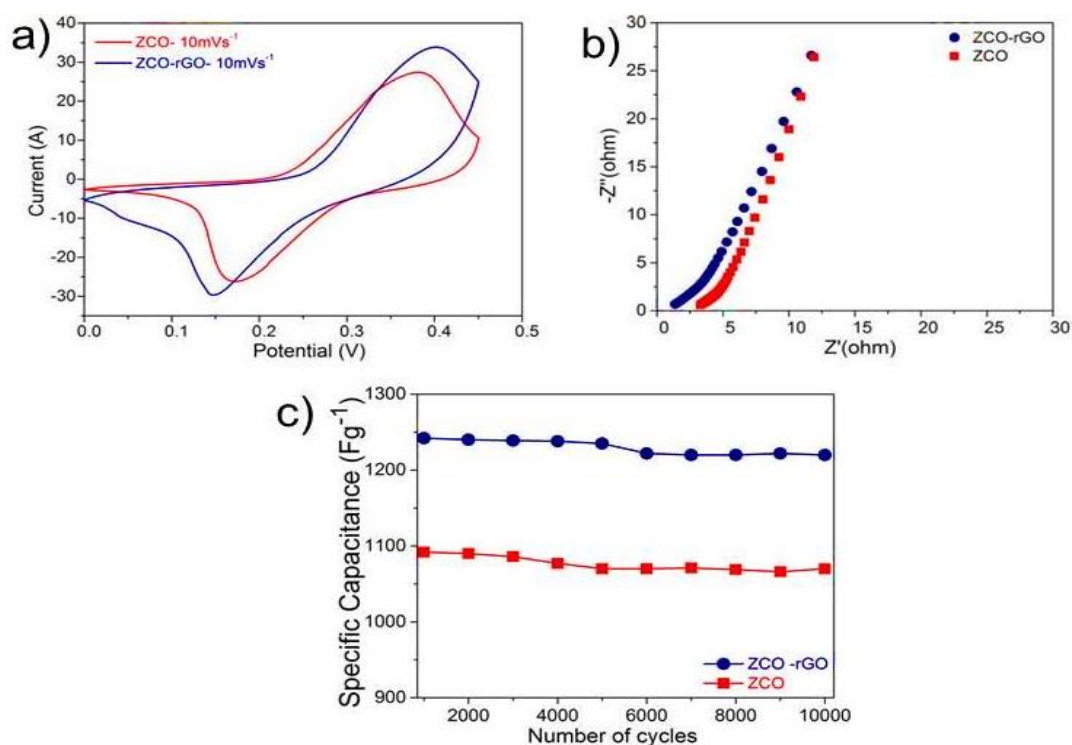 a)
ZCO- 10mVs-1
ZCO-rGO- 10mVs-1
Current (A)
40
30
20
10
0
-10
-20
-30
0.0 0.1 0.2 0.3 0.4 0.5
Potential (V)
b)
ZCO-rGO
ZCO
-Z"(ohm)
30
25
20
15
10
5
0
0 5 10 15 20 25 30
Z'(ohm)
c)
Specific Capacitance (Fg-1)
1300
1200
1100
1000
900
ZCO -rGO
ZCO
2000 4000 6000 8000 10000
Number of cycles